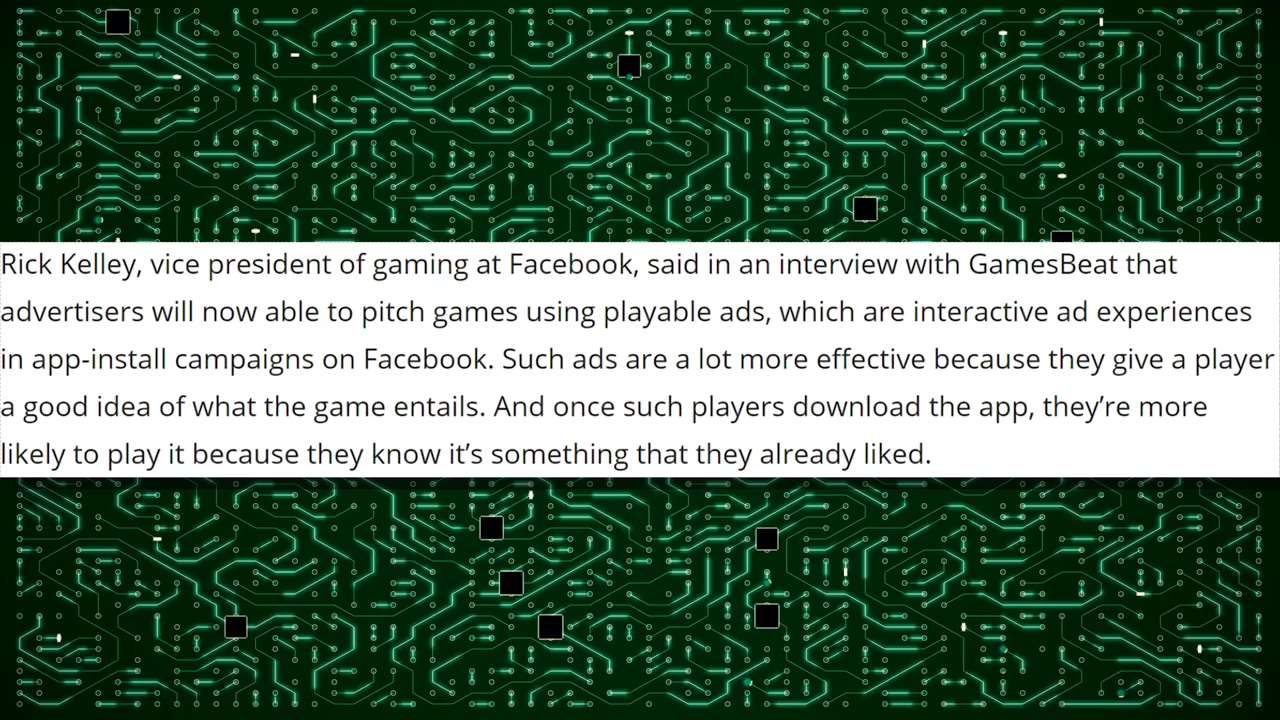 Rick Kelley, vice president of gaming at Facebook, said in an interview with GamesBeat that
advertisers will now able to pitch games using playable ads, which are interactive ad experiences
in app-install campaigns on Facebook. Such ads are a lot more effective because they give a player
a good idea of what the game entails. And once such players download the app, they’re more
likely to play it because they know it’s something that they already liked.